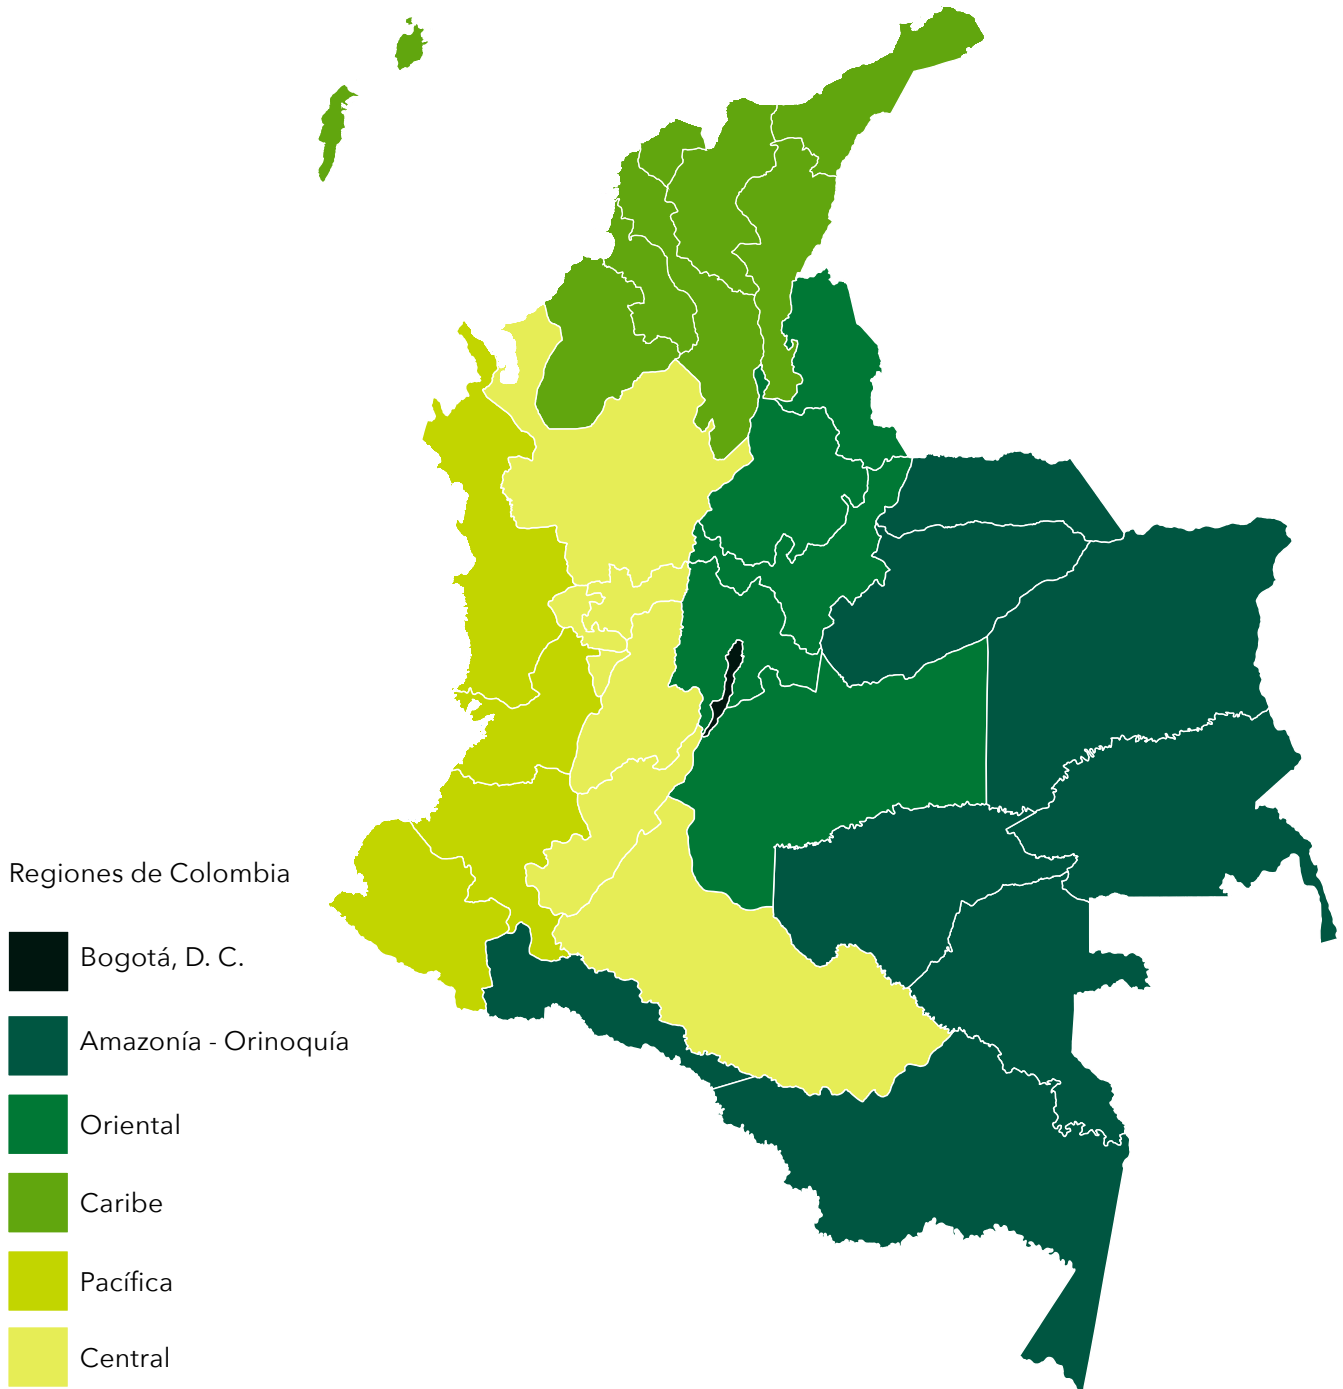 Regiones de Colombia
Bogotá, D. C.
Amazonía - Orinoquía
Oriental
Caribe
Pacífica
Central